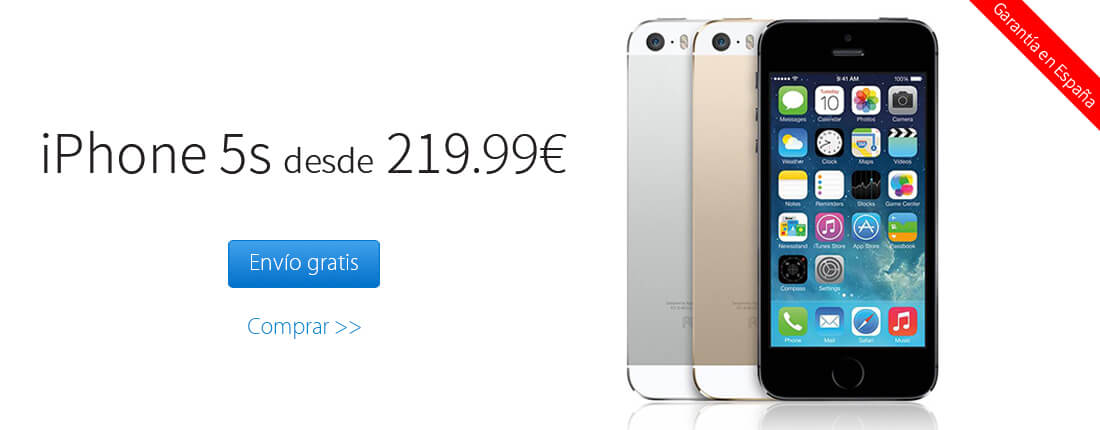 iPhone 5s desde 219.99€
Envío gratis
Comprar >>
Garantía en España
9:41 AM 100%
Messages Calendar Photos Camera
Tuesday
10
Weather Clock Maps Videos
Notes Reminders Stocks Game Center
Newsstand iTunes Store App Store Passbook
Compass Settings
Phone Mail Safari Music